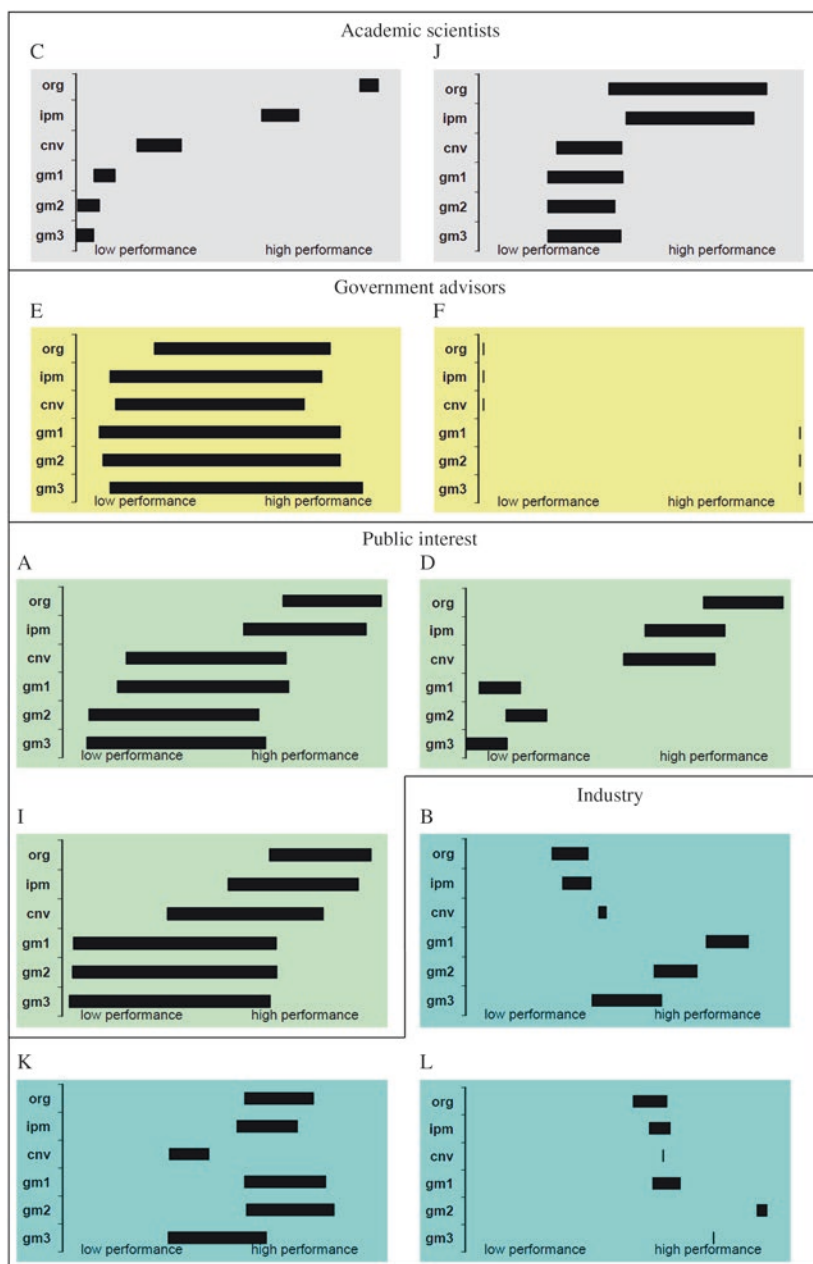 Academic scientists
C
org
ipm
cnv
gm1
gm2
gm3
low performance high performance
J
org
ipm
cnv
gm1
gm2
gm3
low performance high performance
Government advisors
E
org
ipm
cnv
gm1
gm2
gm3
low performance high performance
F
org
ipm
cnv
gm1
gm2
gm3
low performance high performance
Public interest
A
org
ipm
cnv
gm1
gm2
gm3
low performance high performance
D
org
ipm
cnv
gm1
gm2
gm3
low performance high performance
I
org
ipm
cnv
gm1
gm2
gm3
low performance high performance
Industry
B
org
ipm
cnv
gm1
gm2
gm3
low performance high performance
K
org
ipm
cnv
gm1
gm2
gm3
low performance high performance
L
org
ipm
cnv
gm1
gm2
gm3
low performance high performance